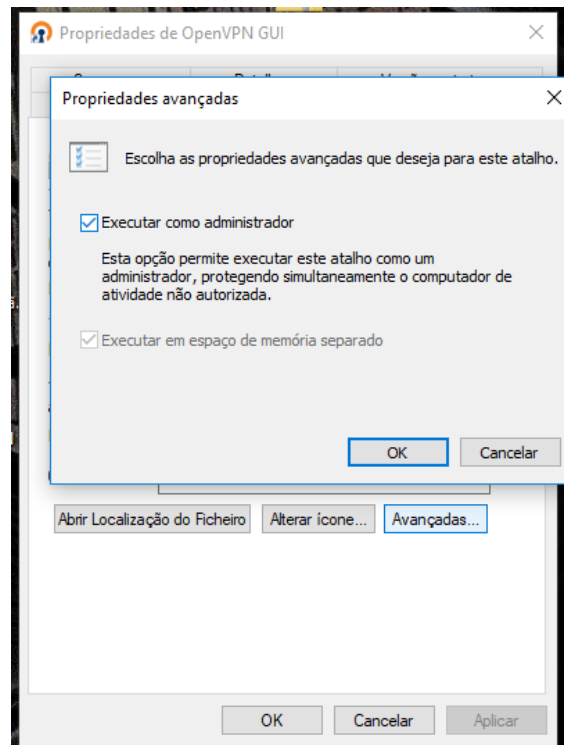 Propriedades de OpenVPN GUI
Propriedades avançadas
Escolha as propriedades avançadas que deseja para este atalho.
Executar como administrador
Esta opção permite executar este atalho como um
administrador, protegendo simultaneamente o computador de
atividade não autorizada.
Executar em espaço de memória separado
OK Cancelar
Abrir Localização do Ficheiro Alterar ícone... Avançadas...
OK Cancelar Aplicar